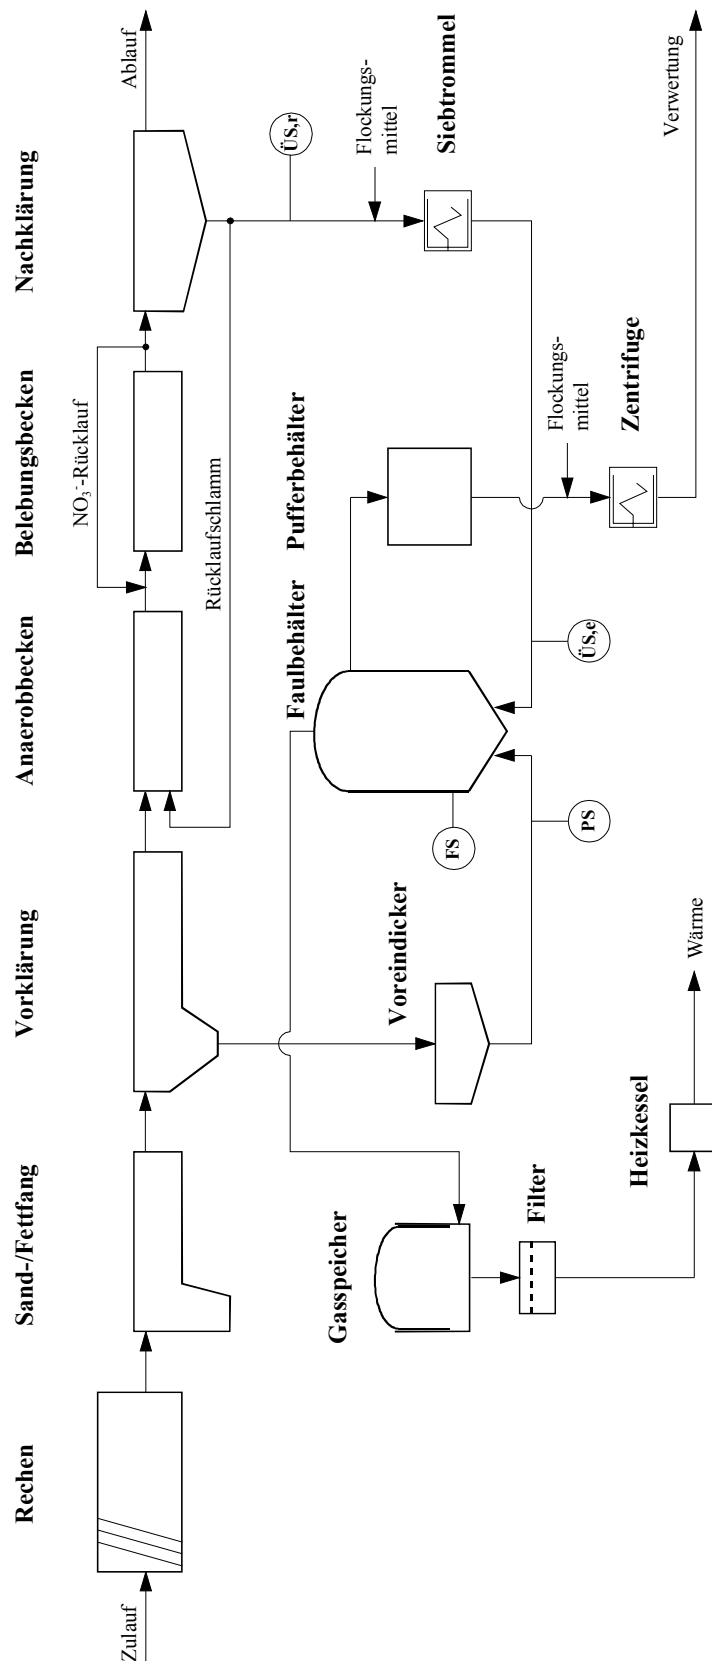 Rechen
Sand-/Fettfang
Vorklärung
Anaerobbecken
Belebungsbecken
Nachklärung
Zulauf
NO₃⁻-Rücklauf
Ablauf
Rücklaufschlamm
ÜS,r
Flockungs-
mittel
Siebtrommel
Gasspeicher
Voreindicker
Faulbehälter
Pufferbehälter
FS
Filter
PS
ÜS,e
Flockungs-
mittel
Zentrifuge
Heizkessel
Wärme
Verwertung